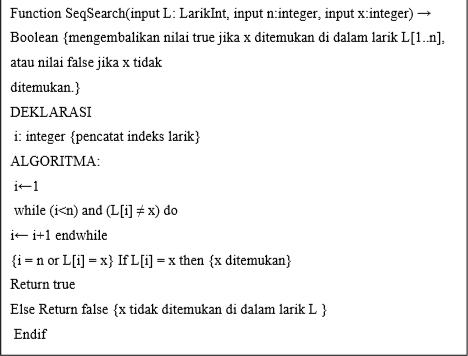 Function SeqSearch(input L: LarikInt, input n:integer, input x:integer) →
Boolean {mengembalikan nilai true jika x ditemukan di dalam larik L[1..n],
atau nilai false jika x tidak
ditemukan.}
DEKLARASI
i: integer {pencatat indeks larik}
ALGORITMA:
i←1
while (i<n) and (L[i] ≠ x) do
i← i+1 endwhile
{i = n or L[i] = x} If L[i] = x then {x ditemukan}
Return true
Else Return false {x tidak ditemukan di dalam larik L }
Endif